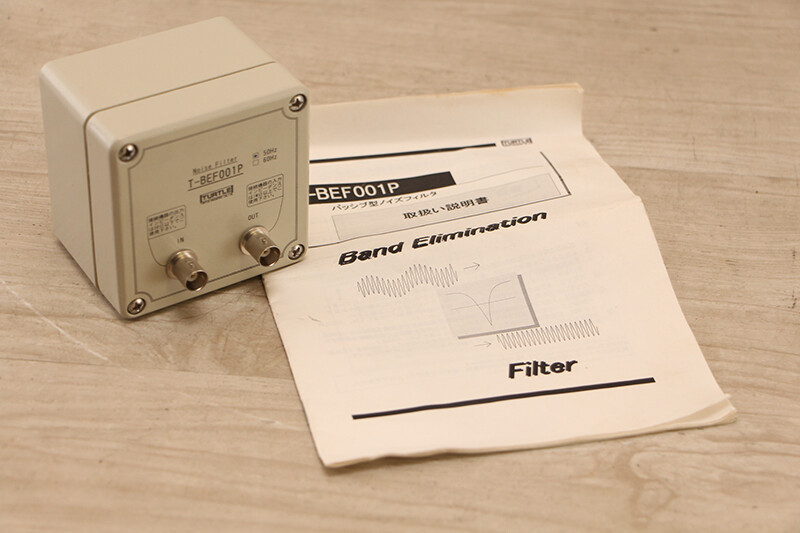 Noise Filter
50Hz
60Hz
T-BEF001P
TURTLE
IN
OUT
TURTLE
-BEF001P
パッシブ型ノイズフィルタ
取扱い説明書
Band Elimination
Filter